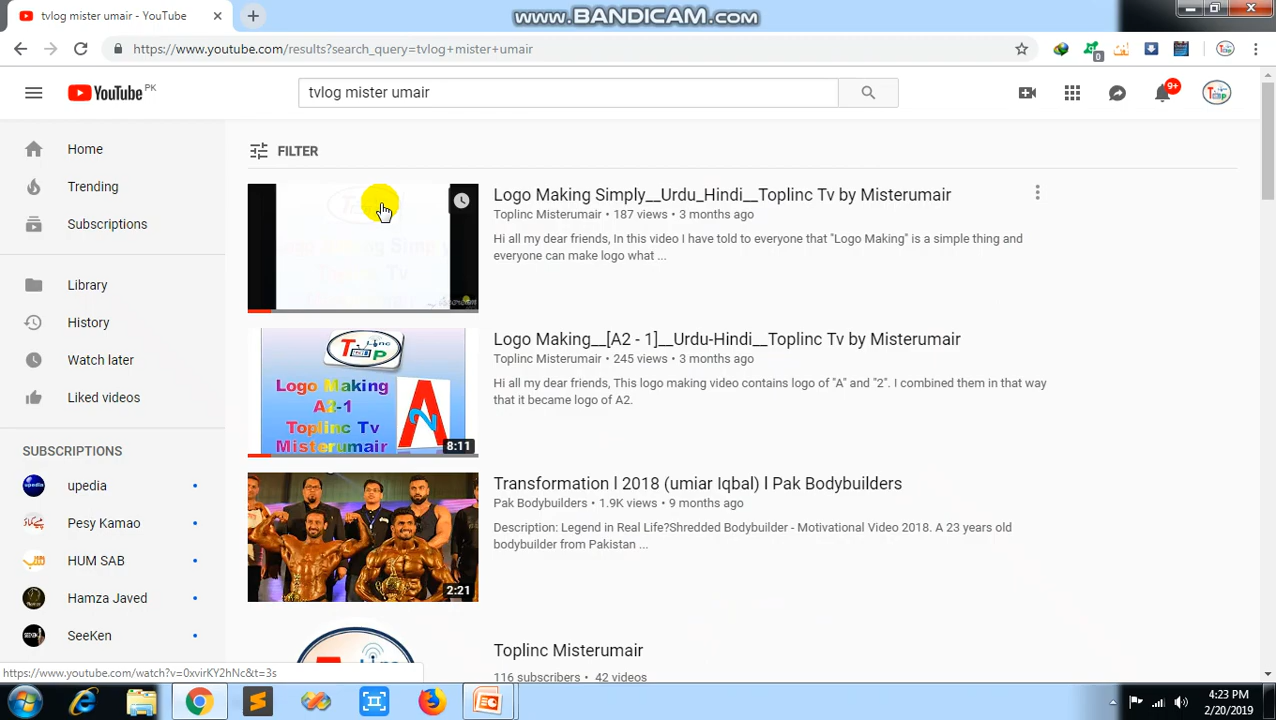 tvlog mister umair - YouTube
www.BANDICAM.com
https://www.youtube.com/results?search_query=tvlog+mister+umair
0
YouTube PK
tvlog mister umair
9+
Home
Trending
Subscriptions
Library
History
Watch later
Liked videos
SUBSCRIPTIONS
upedia
Pesy Kamao
HUM SAB
Hamza Javed
SeeKen
FILTER
Logo Making Simply__Urdu_Hindi__Toplinc Tv by Misterumair
Toplinc Misterumair • 187 views • 3 months ago
Hi all my dear friends, In this video I have told to everyone that "Logo Making" is a simple thing and
everyone can make logo what ...
Logo Making
A2-1
Toplinc Tv
Misterumair
A
2
8:11
Logo Making__[A2 - 1]__Urdu-Hindi__Toplinc Tv by Misterumair
Toplinc Misterumair • 245 views • 3 months ago
Hi all my dear friends, This logo making video contains logo of "A" and "2". I combined them in that way
that it became logo of A2.
2:21
Transformation l 2018 (umiar Iqbal) l Pak Bodybuilders
Pak Bodybuilders • 1.9K views • 9 months ago
Description: Legend in Real Life?Shredded Bodybuilder - Motivational Video 2018. A 23 years old
bodybuilder from Pakistan ...
Toplinc Misterumair
116 subscribers • 42 videos
https://www.youtube.com/watch?v=0xvirKY2hNc&t=3s
4:23 PM
2/20/2019